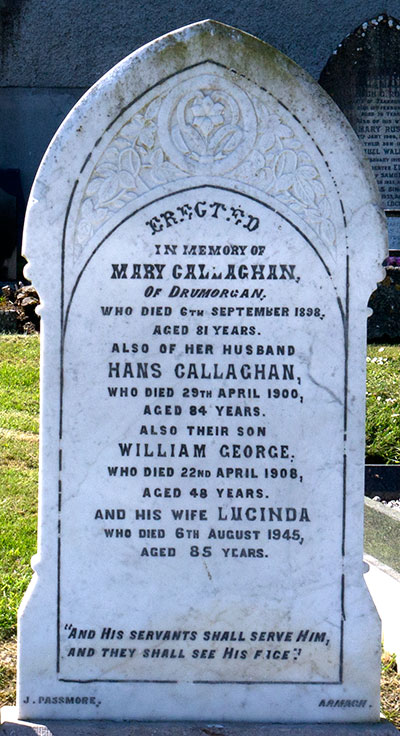 ERECTED
IN MEMORY OF
MARY CALLAGHAN,
OF DRUMORGAN.
WHO DIED 6TH SEPTEMBER 1898,
AGED 81 YEARS.
ALSO OF HER HUSBAND
HANS CALLAGHAN,
WHO DIED 29TH APRIL 1900,
AGED 84 YEARS.
ALSO THEIR SON
WILLIAM GEORGE,
WHO DIED 22ND APRIL 1908,
AGED 48 YEARS.
AND HIS WIFE LUCINDA
WHO DIED 6TH AUGUST 1945,
AGED 85 YEARS.
"AND HIS SERVANTS SHALL SERVE HIM,
AND THEY SHALL SEE HIS FACE."
J. PASSMORE, ARMAGH.
MARY